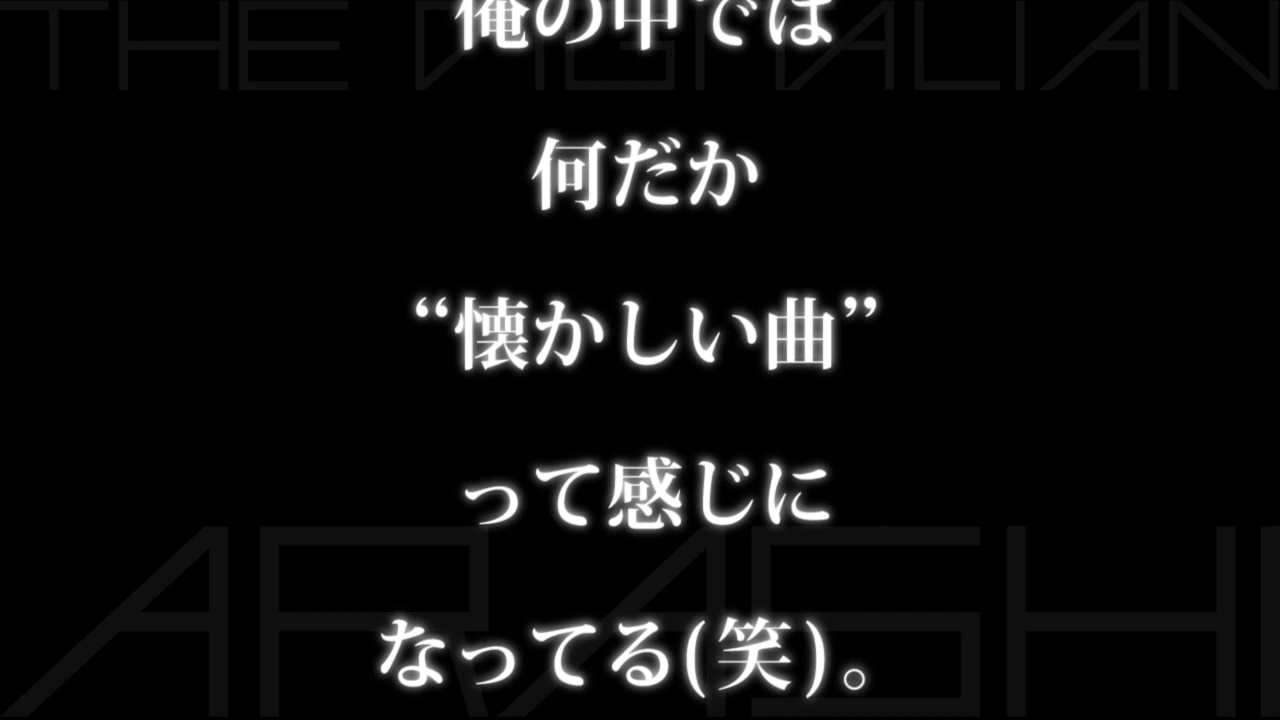 THE DIGITALIAN
俺の中では
何だか
“懐かしい曲”
って感じに
ARASHI
なってる(笑)。